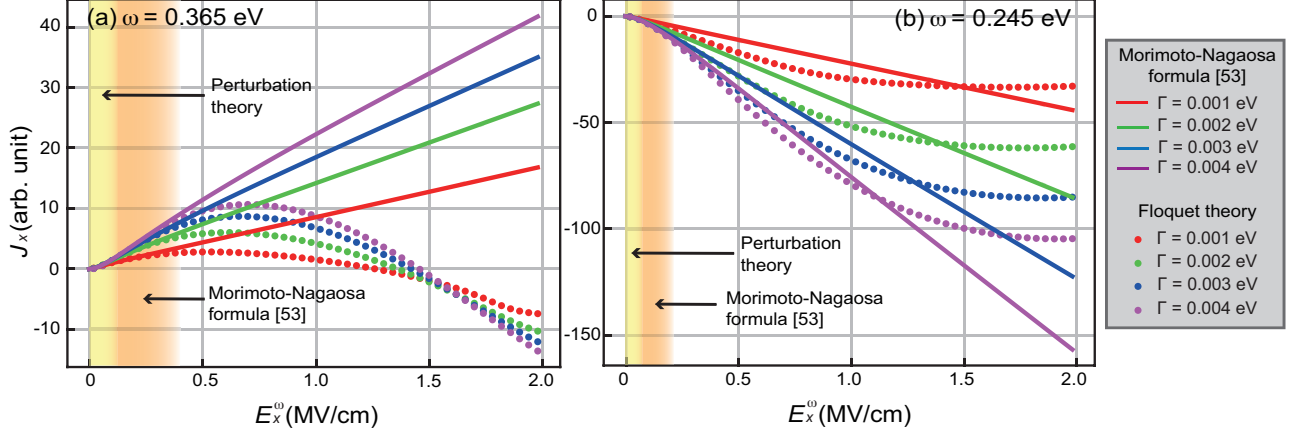 (a) ω = 0.365 eV
40
30
20
10
0
-10
J_x (arb. unit)
Perturbation
theory
Morimoto-Nagaosa
formula [53]
0
0.5
1.0
1.5
2.0
E_x^ω (MV/cm)
(b) ω = 0.245 eV
0
-50
-100
-150
Perturbation
theory
Morimoto-Nagaosa
formula [53]
0
0.5
1.0
1.5
2.0
E_x^ω (MV/cm)
Morimoto-Nagaosa
formula [53]
Γ = 0.001 eV
Γ = 0.002 eV
Γ = 0.003 eV
Γ = 0.004 eV
Floquet theory
Γ = 0.001 eV
Γ = 0.002 eV
Γ = 0.003 eV
Γ = 0.004 eV